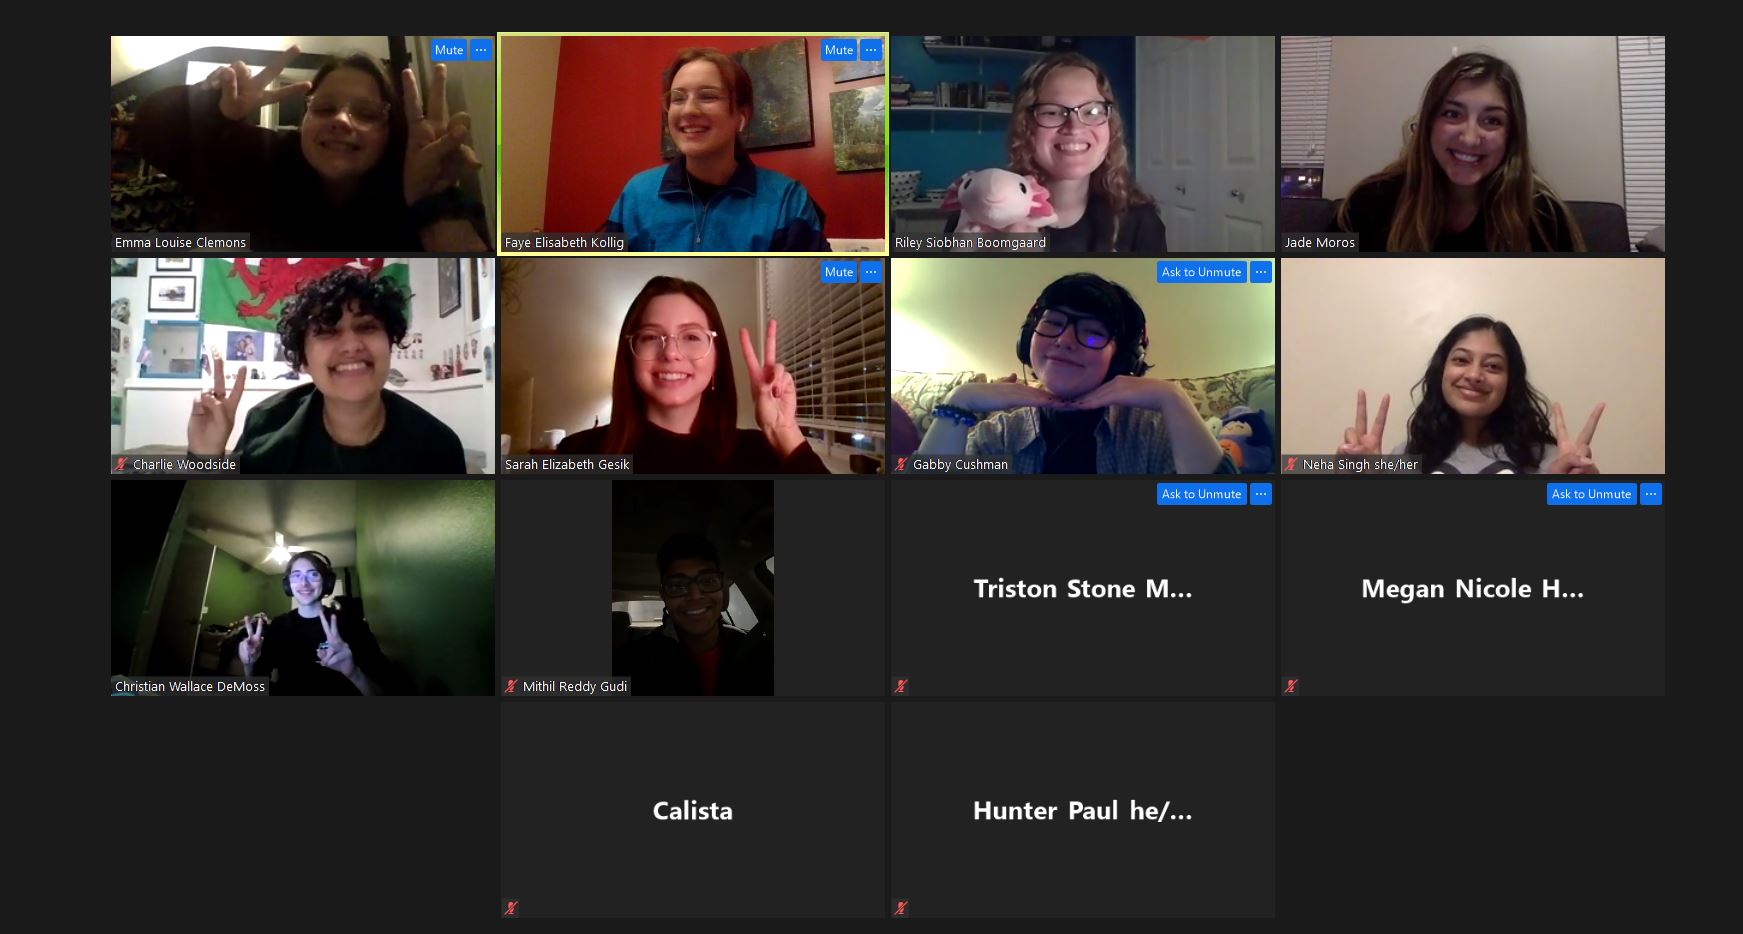 Mute ...
Mute ...
Emma Louise Clemons
Faye Elisabeth Kollig
Riley Siobhan Boomgaard
Jade Moros
Mute ...
Ask to Unmute ...
Charlie Woodside
Sarah Elizabeth Gesik
Gabby Cushman
Neha Singh she/her
Ask to Unmute ...
Ask to Unmute ...
Triston Stone M...
Megan Nicole H...
Christian Wallace DeMoss
Mithil Reddy Gudi
Calista
Hunter Paul he/...